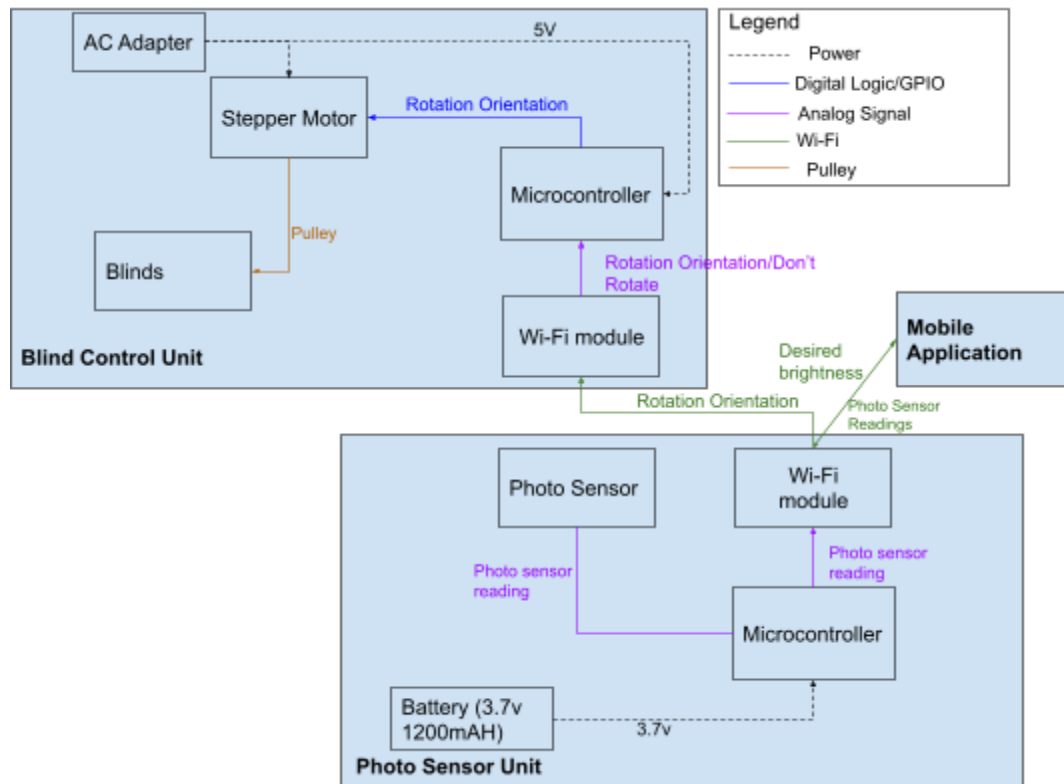 AC Adapter
5V
Stepper Motor
Rotation Orientation
Microcontroller
Pulley
Blinds
Rotation Orientation/Don't
Rotate
Wi-Fi module
Blind Control Unit
Legend
Power
Digital Logic/GPIO
Analog Signal
Wi-Fi
Pulley
Mobile
Application
Desired
brightness
Photo Sensor
Readings
Rotation Orientation
Photo Sensor
Wi-Fi
module
Photo sensor
reading
Photo sensor
reading
Microcontroller
Battery (3.7v
1200mAH)
3.7v
Photo Sensor Unit